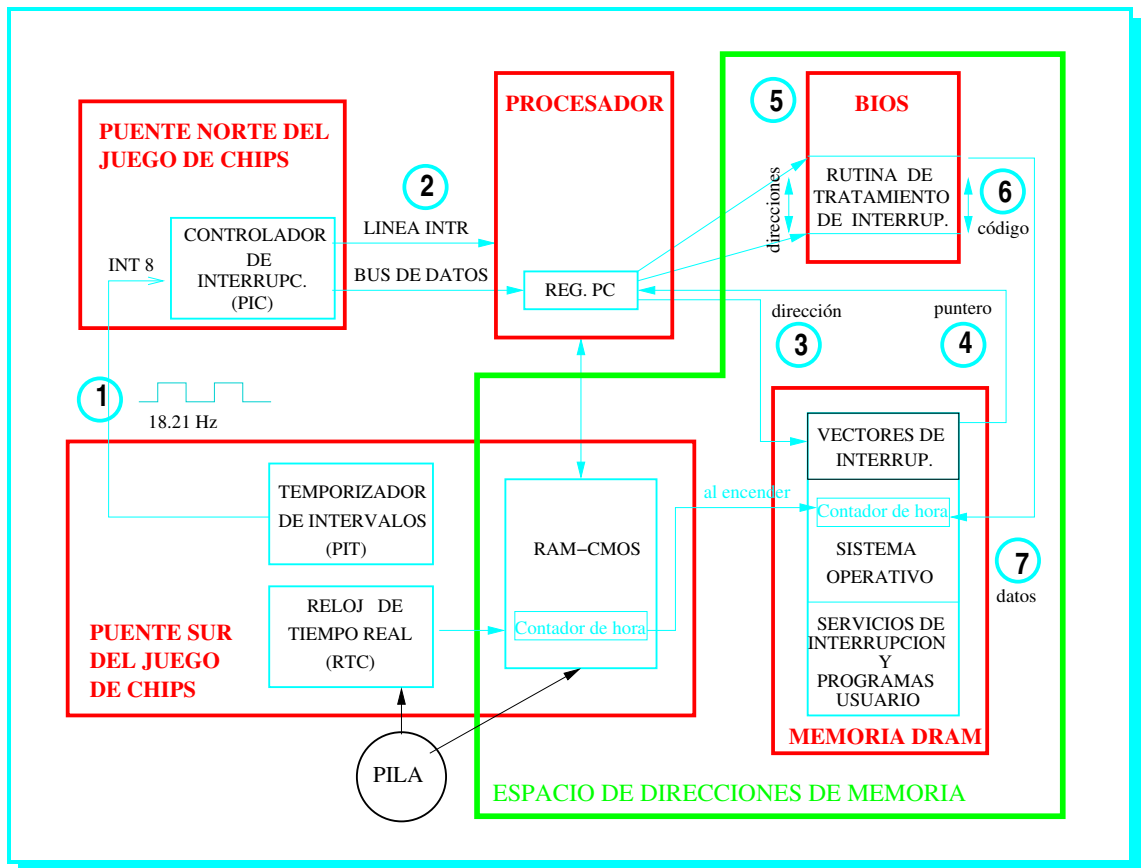 PUENTE NORTE DEL
JUEGO DE CHIPS
CONTROLADOR
DE
INTERRUPC.
(PIC)
INT 8
2
LINEA INTR
BUS DE DATOS
PROCESADOR
REG. PC
5
BIOS
RUTINA DE
TRATAMIENTO
DE INTERRUP.
direcciones
6
código
dirección
3
puntero
4
1
18.21 Hz
TEMPORIZADOR
DE INTERVALOS
(PIT)
RELOJ DE
TIEMPO REAL
(RTC)
PUENTE SUR
DEL JUEGO
DE CHIPS
RAM−CMOS
Contador de hora
al encender
VECTORES DE
INTERRUP.
Contador de hora
SISTEMA
OPERATIVO
7
datos
SERVICIOS DE
INTERRUPCION
Y
PROGRAMAS
USUARIO
MEMORIA DRAM
PILA
ESPACIO DE DIRECCIONES DE MEMORIA